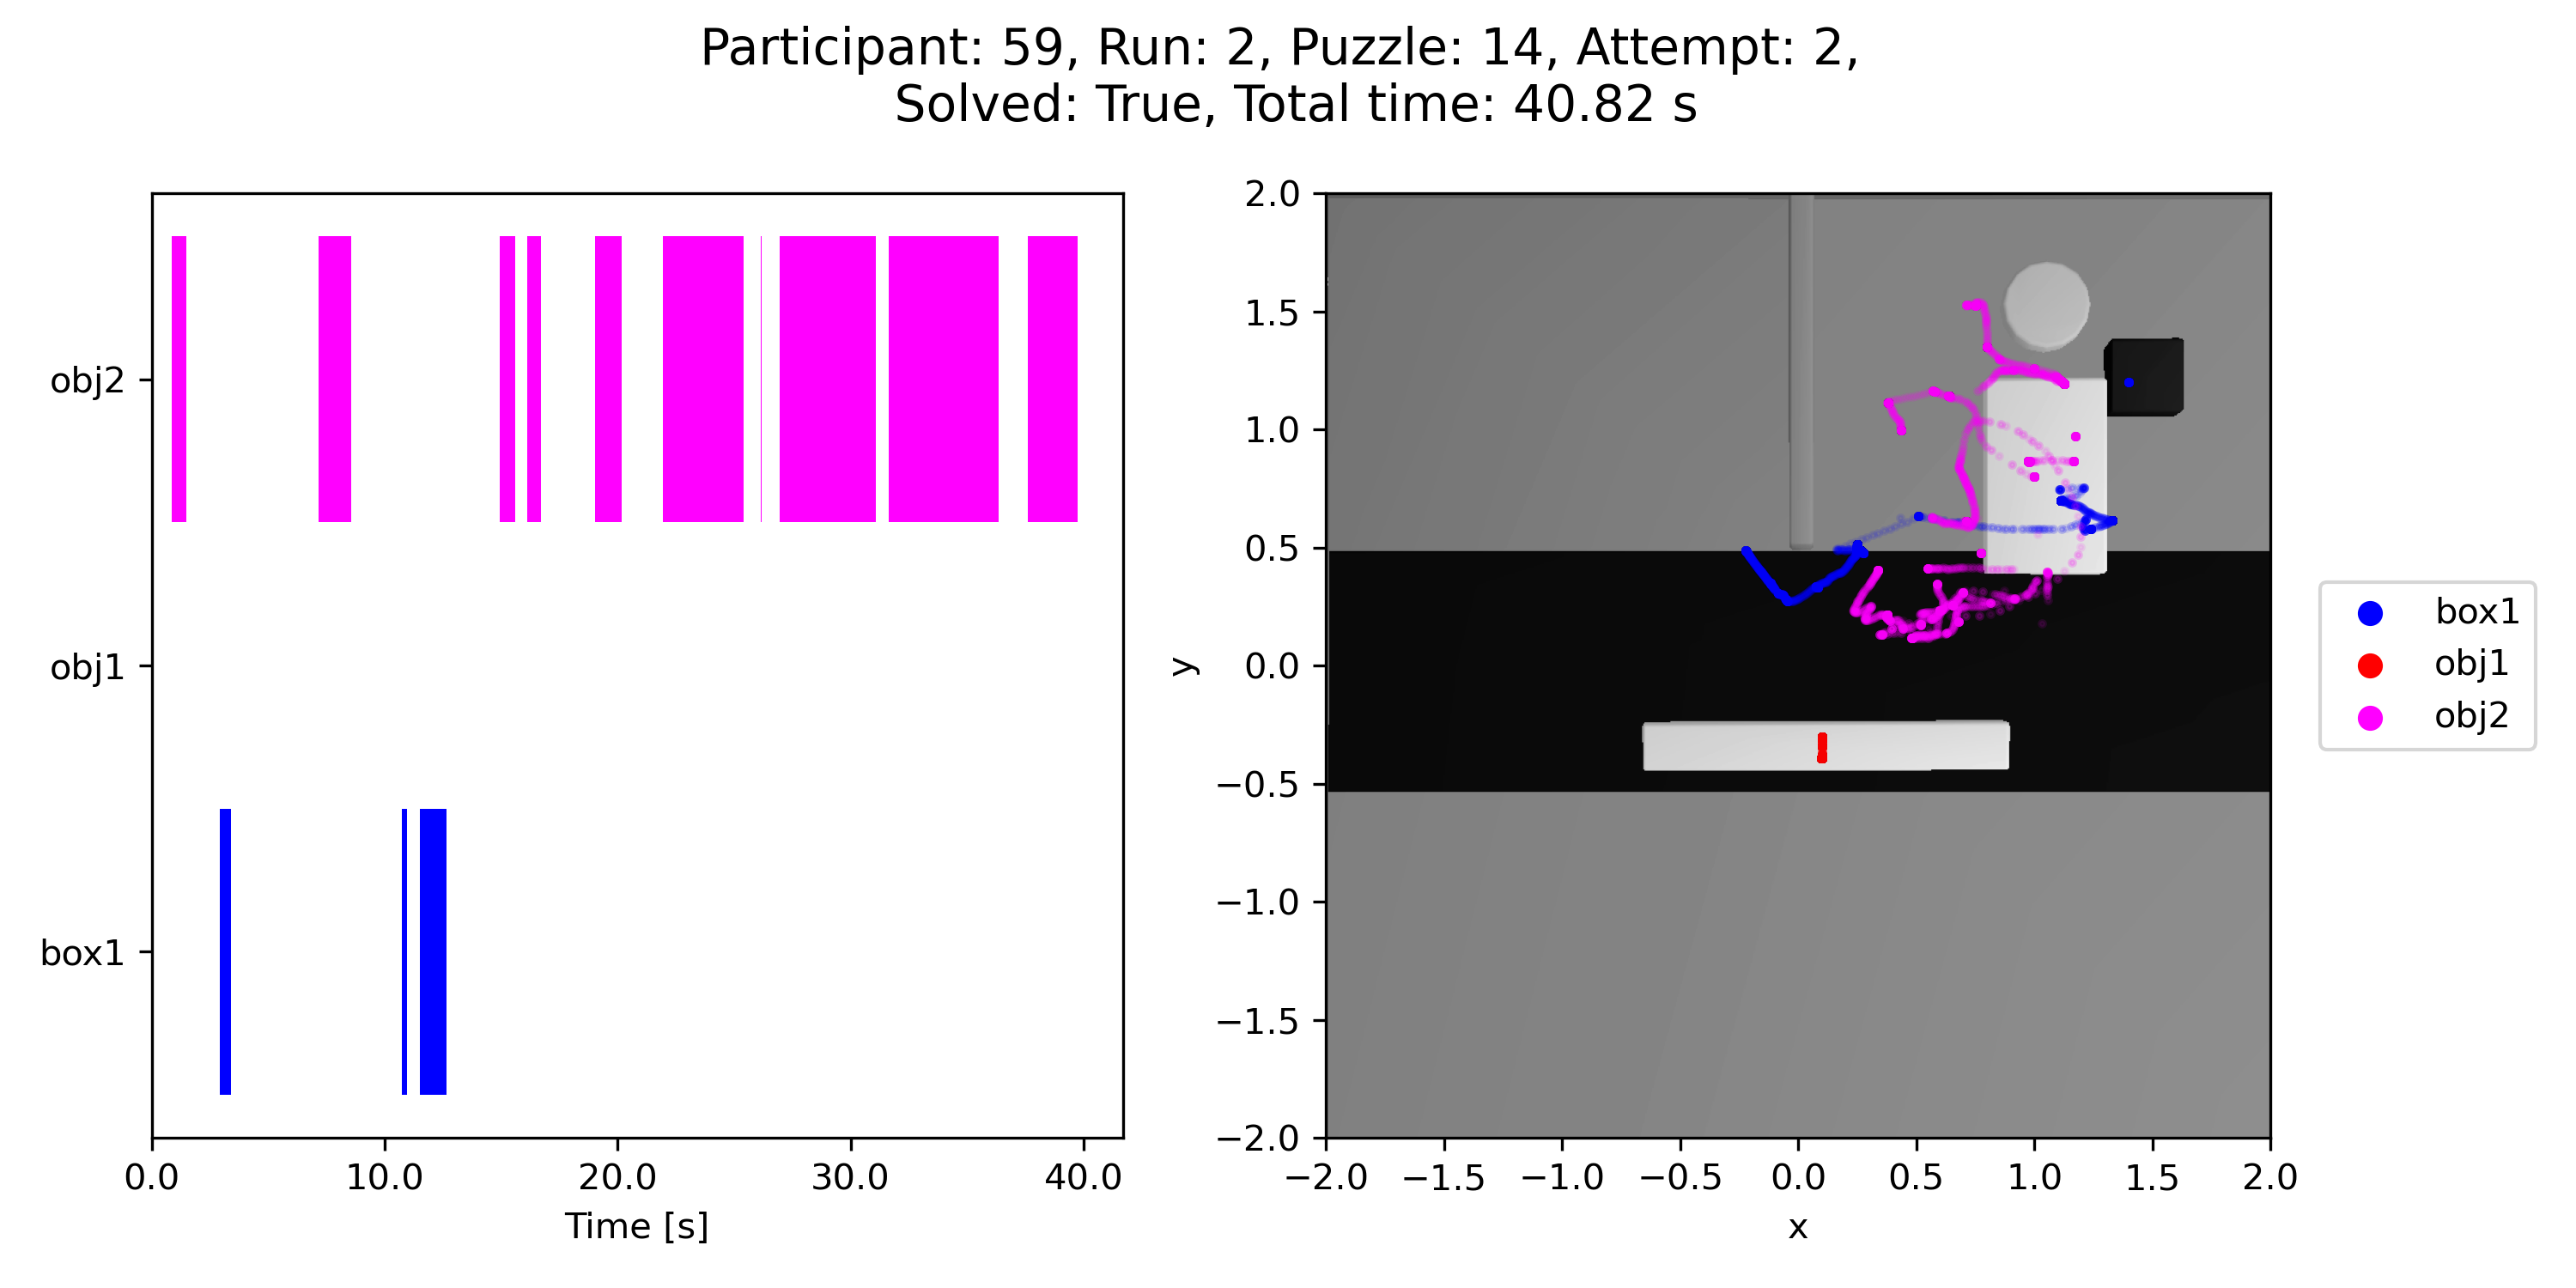 Participant: 59, Run: 2, Puzzle: 14, Attempt: 2,
Solved: True, Total time: 40.82 s
obj2
obj1
box1
0.0 10.0 20.0 30.0 40.0
Time [s]
2.0
1.5
1.0
0.5
0.0
−0.5
−1.0
−1.5
−2.0
y
−2.0 −1.5 −1.0 −0.5 0.0 0.5 1.0 1.5 2.0
x
box1
obj1
obj2